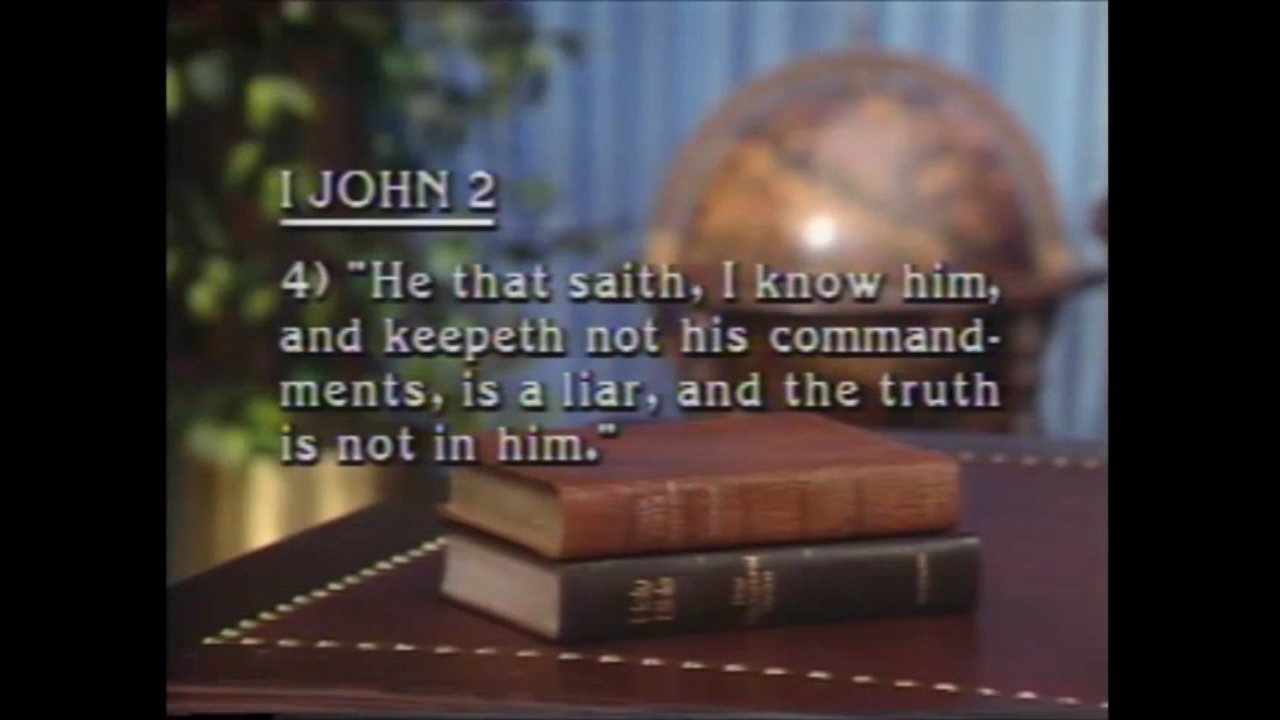 I JOHN 2
4) "He that saith, I know him,
and keepeth not his command-
ments, is a liar, and the truth
is not in him."